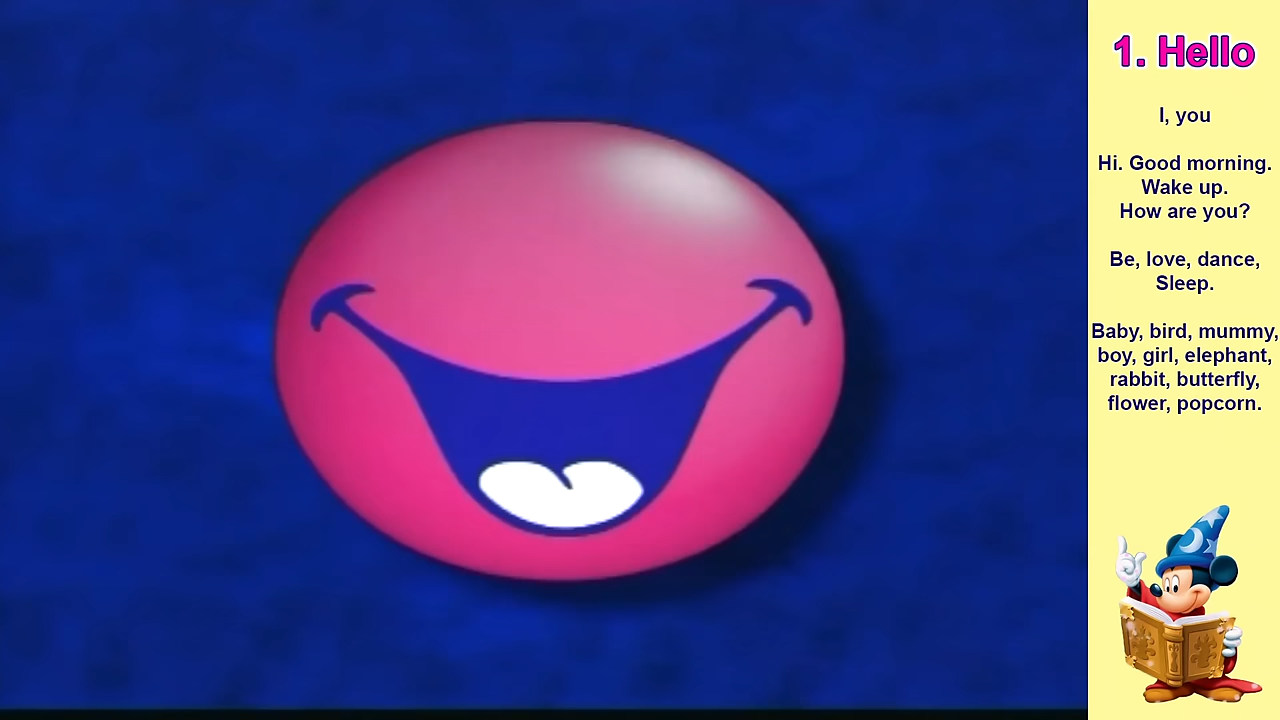 1. Hello
I, you
Hi. Good morning.
Wake up.
How are you?
Be, love, dance,
Sleep.
Baby, bird, mummy,
boy, girl, elephant,
rabbit, butterfly,
flower, popcorn.